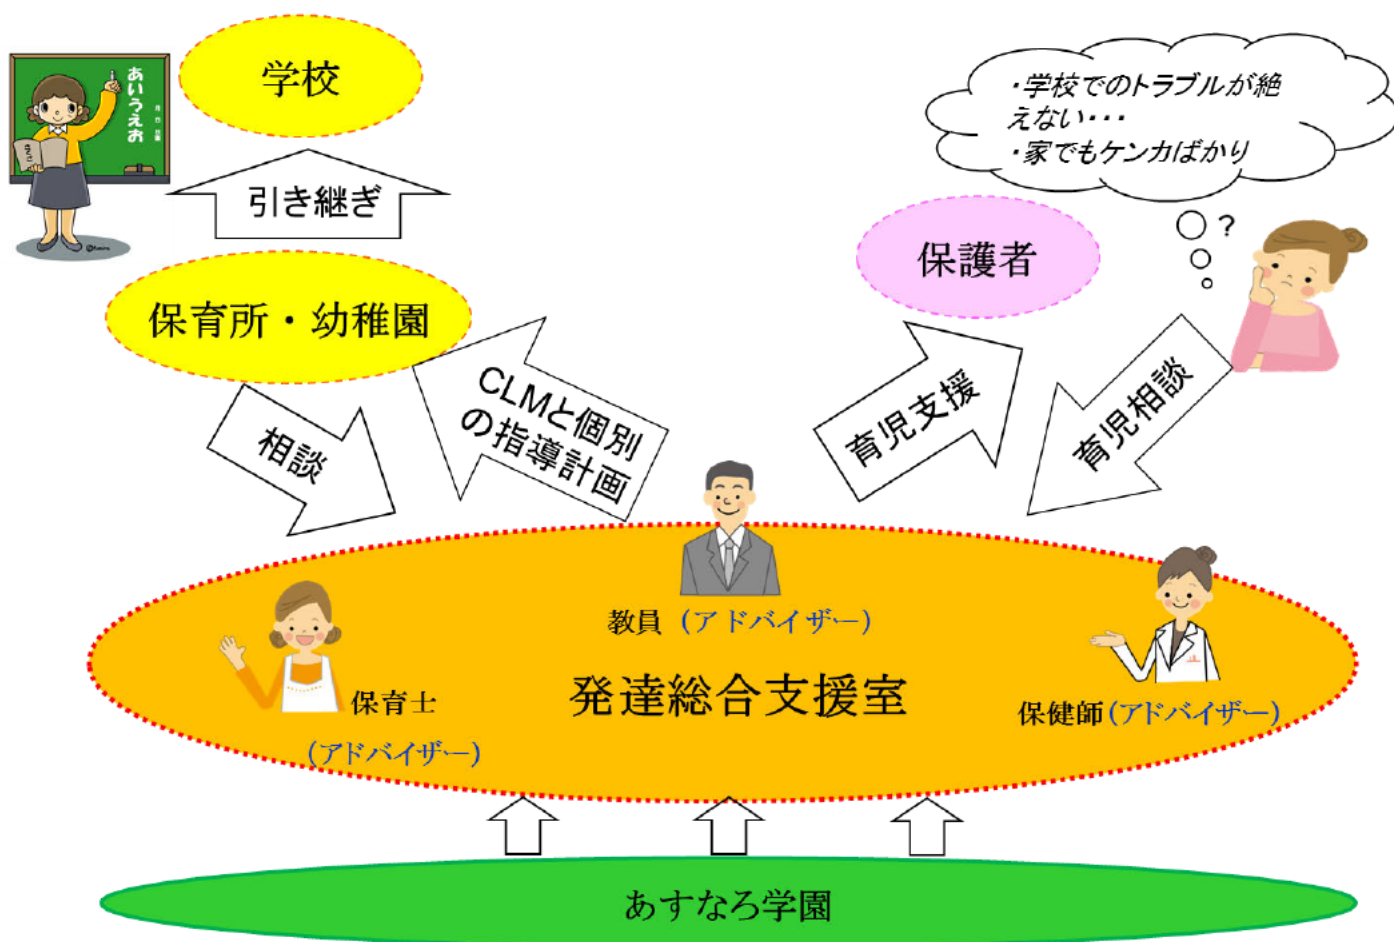 学校
あいうえお
引き継ぎ
保育所・幼稚園
・学校でのトラブルが絶
えない・・・
・家でもケンカばかり
?
保護者
相談
CLMと個別
の指導計画
育児支援
育児相談
教員 (アドバイザー)
保育士
(アドバイザー)
発達総合支援室
保健師(アドバイザー)
あすなろ学園